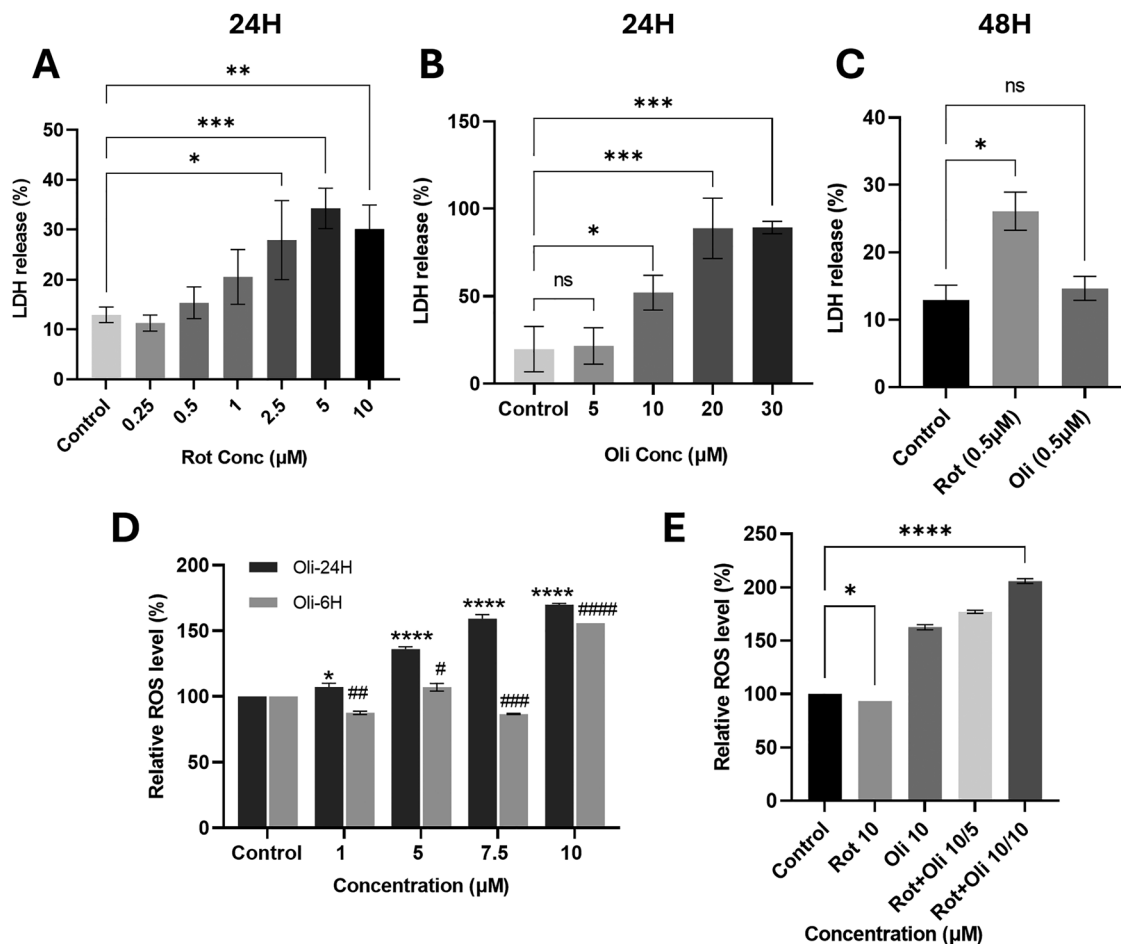 24H
24H
48H
A
B
C
**
***
*
50
40
30
20
10
0
LDH release (%)
Control
0.25
0.5
1
2.5
5
10
Rot Conc (µM)
***
***
*
ns
150
100
50
0
LDH release (%)
Control
5
10
20
30
Oli Conc (µM)
ns
*
40
30
20
10
0
LDH release (%)
Control
Rot (0.5µM)
Oli (0.5µM)
D
E
200
150
100
50
0
Relative ROS level (%)
Oli-24H
Oli-6H
*
##
****
#
****
###
****
####
Control
1
5
7.5
10
Concentration (µM)
****
*
250
200
150
100
50
0
Relative ROS level (%)
Control
Rot 10
Oli 10
Rot+Oli 10/5
Rot+Oli 10/10
Concentration (µM)